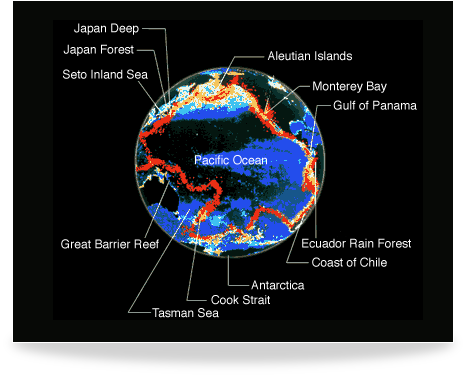 Japan Deep
Japan Forest
Aleutian Islands
Seto Inland Sea
Monterey Bay
Gulf of Panama
Pacific Ocean
Great Barrier Reef
Ecuador Rain Forest
Coast of Chile
Antarctica
Cook Strait
Tasman Sea